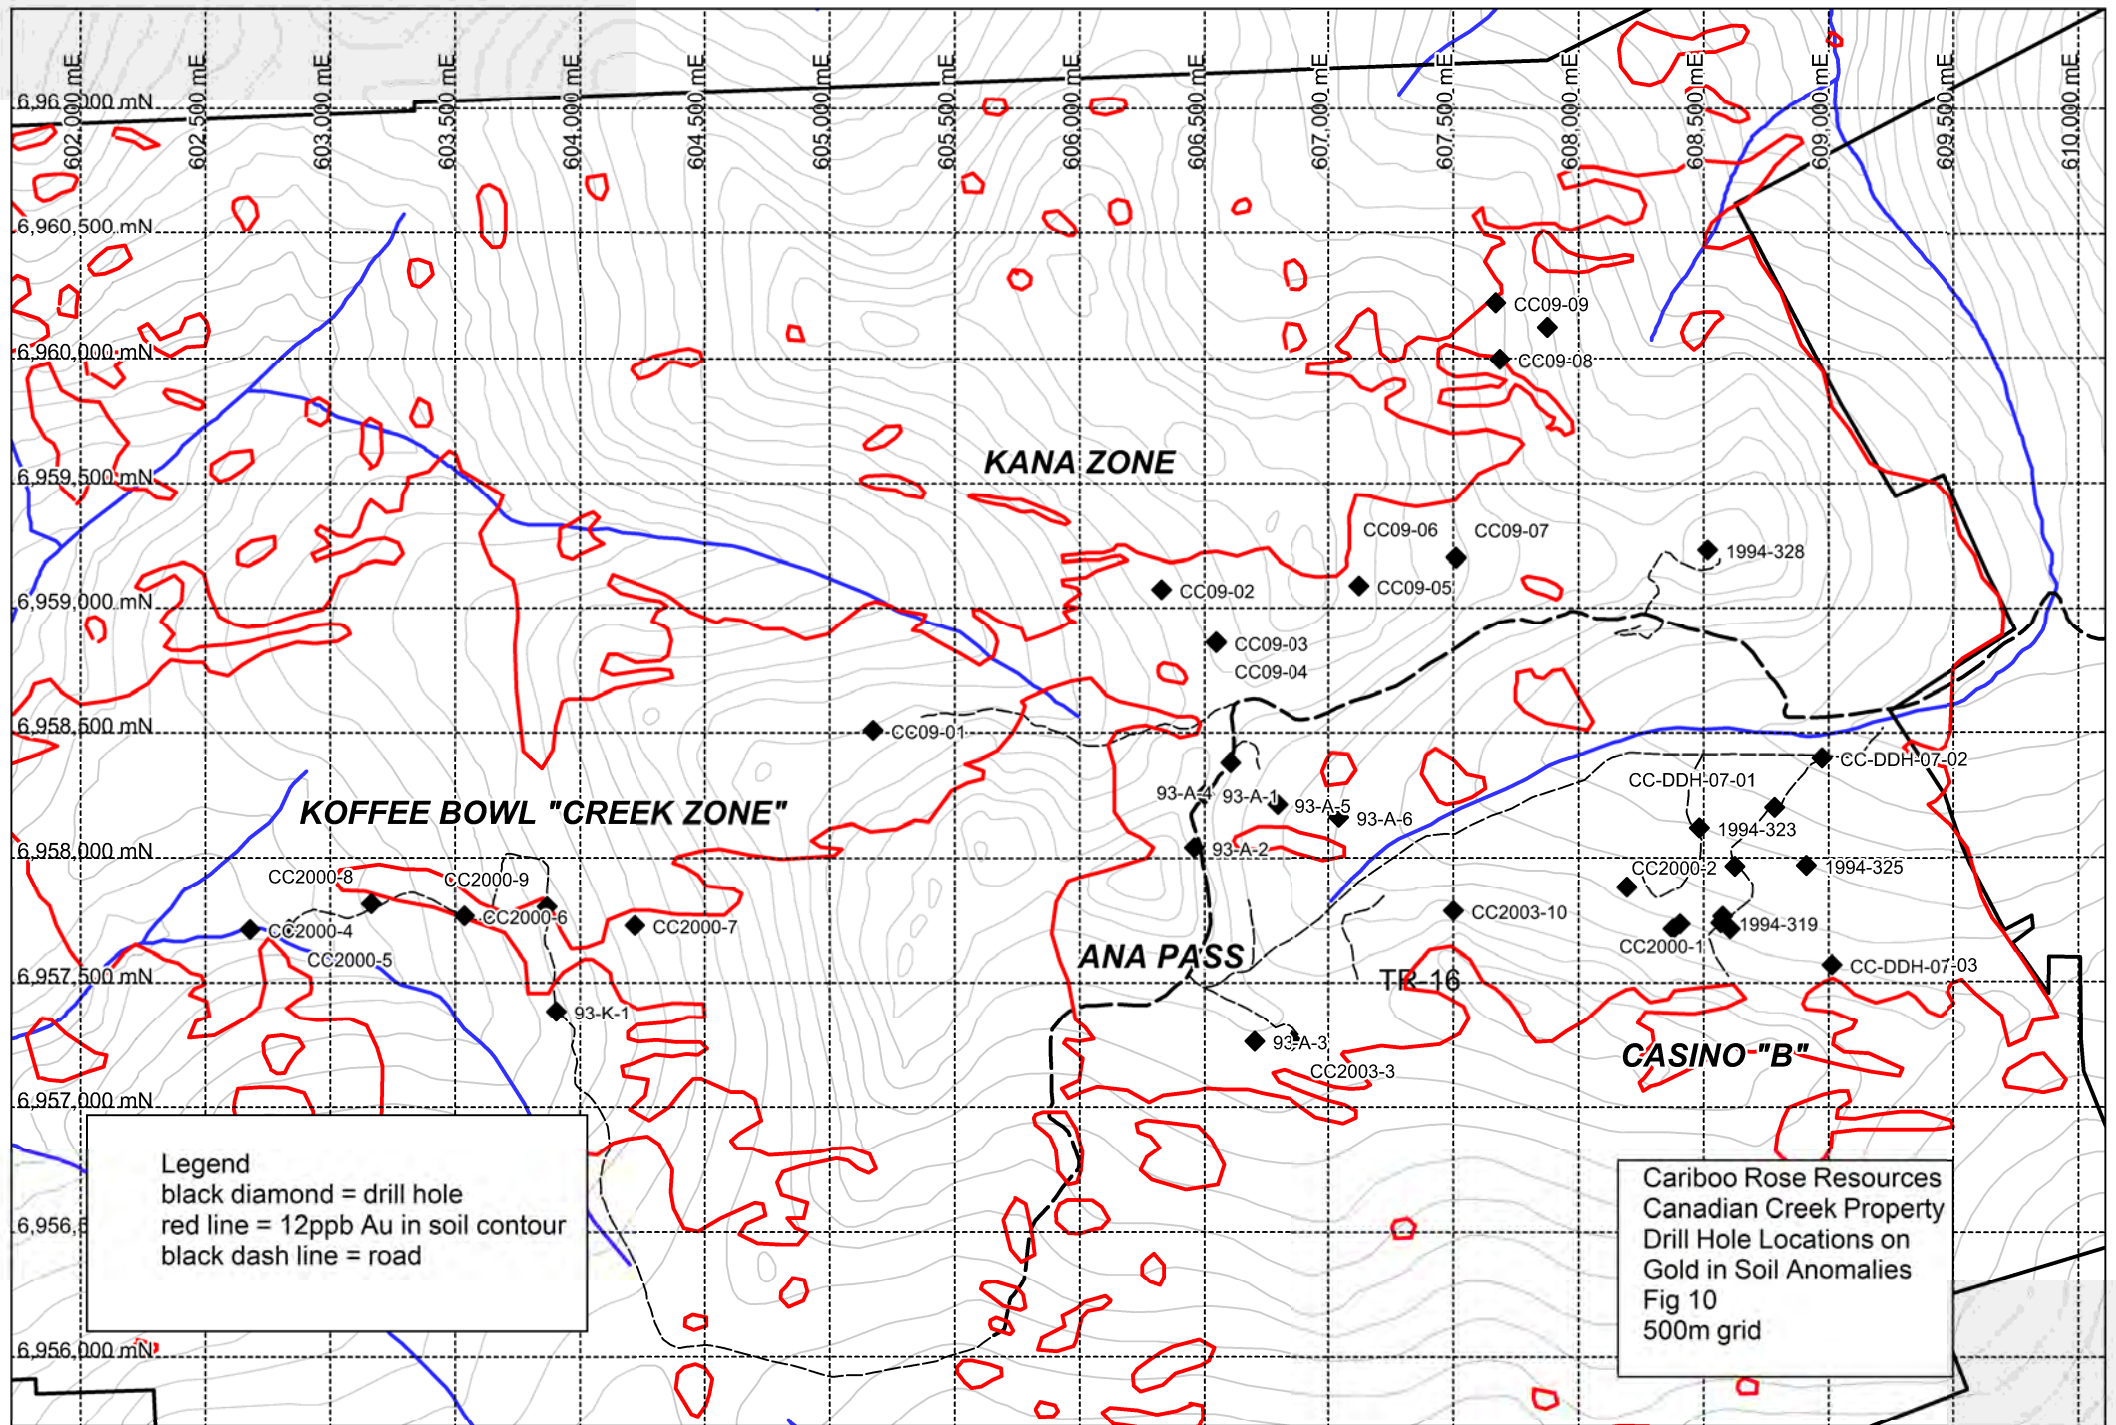 602,000 mE
602,500 mE
603,000 mE
603,500 mE
604,000 mE
604,500 mE
605,000 mE
605,500 mE
606,000 mE
606,500 mE
607,000 mE
607,500 mE
608,000 mE
608,500 mE
609,000 mE
609,500 mE
610,000 mE
6,960,500 mN
CC09-09
6,960,000 mN
CC09-08
KANA ZONE
6,959,500 mN
CC09-06
CC09-07
1994-328
CC09-02
CC09-05
6,959,000 mN
CC09-03
CC09-04
6,958,500 mN
CC09-01
CC-DDH-07-02
CC-DDH-07-01
93-A-4
93-A-1
93-A-5
93-A-6
KOFFEE BOWL "CREEK ZONE"
1994-323
6,958,000 mN
93-A-2
CC2000-8
CC2000-9
CC2000-2
1994-325
CC2000-6
CC2000-7
CC2003-10
CC2000-4
1994-319
CC2000-5
CC2000-1
ANA PASS
CC-DDH-07-03
6,957,500 mN
TR-16
93-K-1
93-A-3
CASINO "B"
CC2003-3
6,957,000 mN
Legend
black diamond = drill hole
red line = 12ppb Au in soil contour
black dash line = road
6,956,000 mN
Cariboo Rose Resources
Canadian Creek Property
Drill Hole Locations on
Gold in Soil Anomalies
Fig 10
500m grid